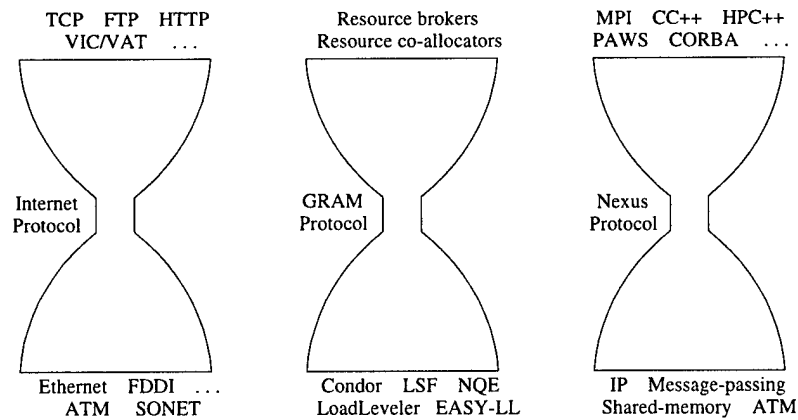 TCP FTP HTTP
VIC/VAT ...
Internet
Protocol
Ethernet FDDI ...
ATM SONET
Resource brokers
Resource co-allocators
GRAM
Protocol
Condor LSF NQE
LoadLeveler EASY-LL
MPI CC++ HPC++
PAWS CORBA ...
Nexus
Protocol
IP Message-passing
Shared-memory ATM